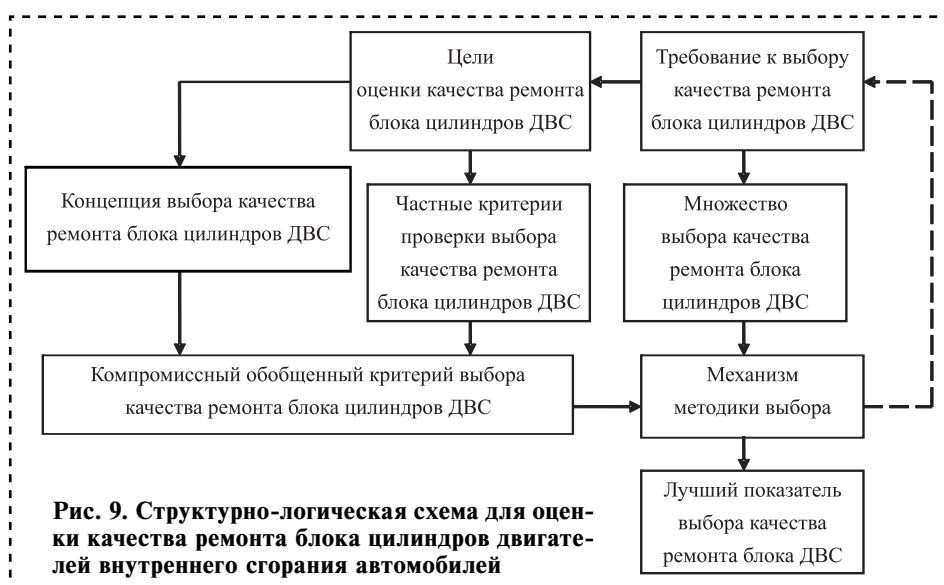 Цели
оценки качества ремонта
блока цилиндров ДВС
Требование к выбору
качества ремонта
блока цилиндров ДВС
Концепция выбора качества
ремонта блока цилиндров ДВС
Частные критерии
проверки выбора
качества ремонта
блока цилиндров ДВС
Множество
выбора качества
ремонта блока
цилиндров ДВС
Компромиссный обобщенный критерий выбора
качества ремонта блока цилиндров ДВС
Механизм
методики выбора
Лучший показатель
выбора качества
ремонта блока ДВС
Рис. 9. Структурно-логическая схема для оцен-
ки качества ремонта блока цилиндров двигате-
лей внутреннего сгорания автомобилей